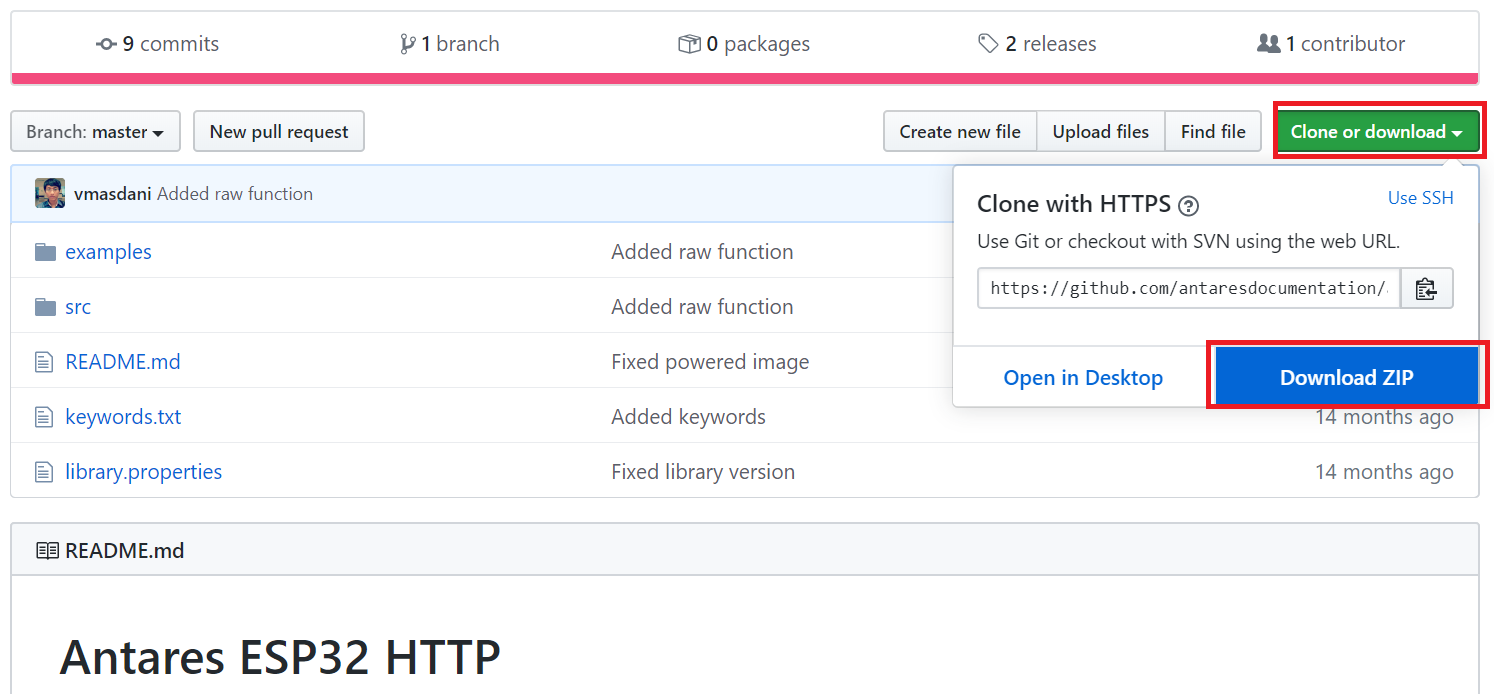 9 commits 1 branch 0 packages 2 releases 1 contributor
Branch: master New pull request Create new file Upload files Find file Clone or download
vmasdani Added raw function
Clone with HTTPS ? Use SSH
Use Git or checkout with SVN using the web URL.
https://github.com/antaresdocumentation/
Open in Desktop Download ZIP
examples Added raw function
src Added raw function
README.md Fixed powered image
keywords.txt Added keywords 14 months ago
library.properties Fixed library version 14 months ago
README.md
Antares ESP32 HTTP